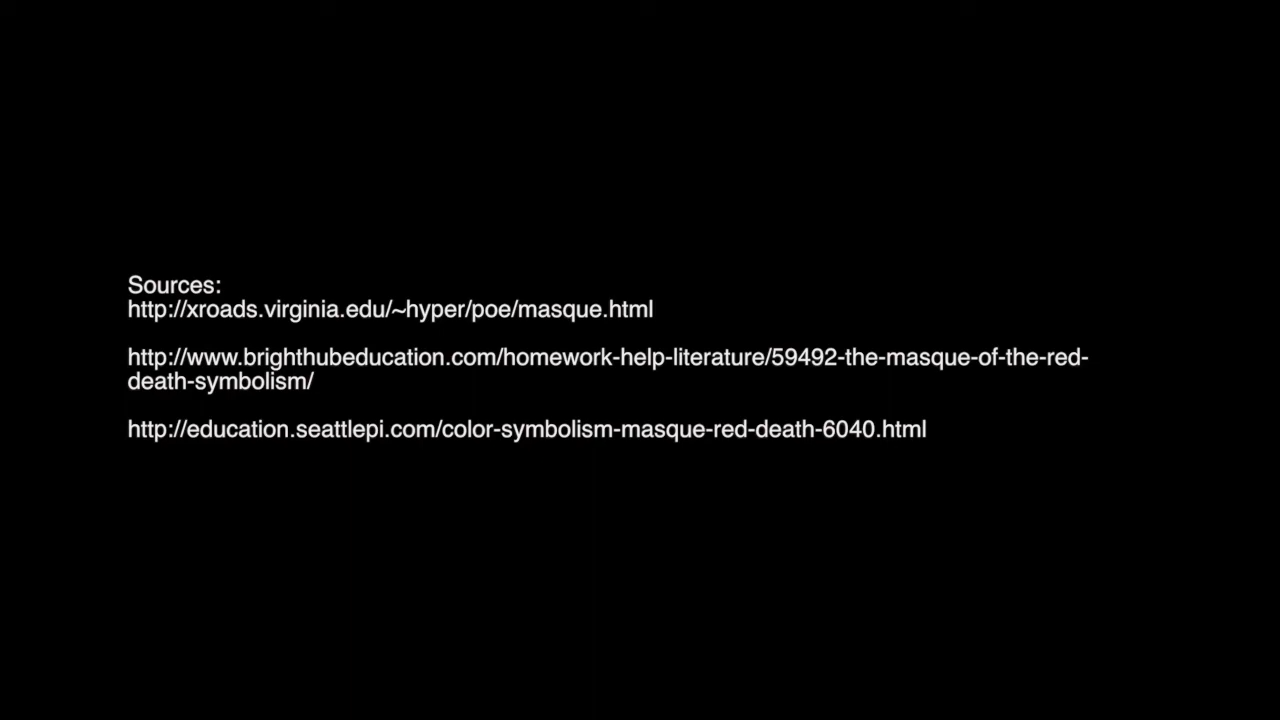 Sources:
http://xroads.virginia.edu/~hyper/poe/masque.html
http://www.brighthubeducation.com/homework-help-literature/59492-the-masque-of-the-red-
death-symbolism/
http://education.seattlepi.com/color-symbolism-masque-red-death-6040.html